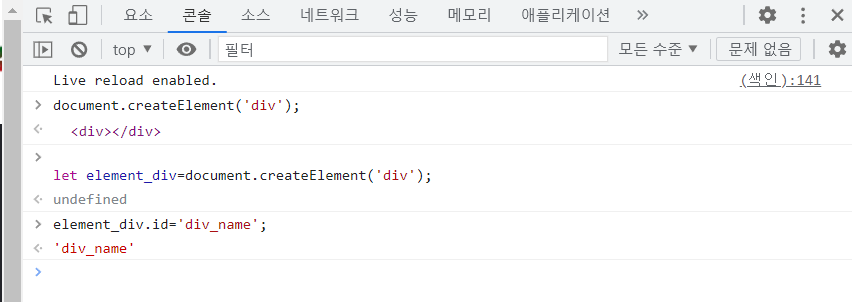 요소 콘솔 소스 네트워크 성능 메모리 애플리케이션 »
top ▼ 필터 모든 수준 ▼ 문제 없음
Live reload enabled. (색인):141
document.createElement('div');
<div></div>
let element_div=document.createElement('div');
undefined
element_div.id='div_name';
'div_name'